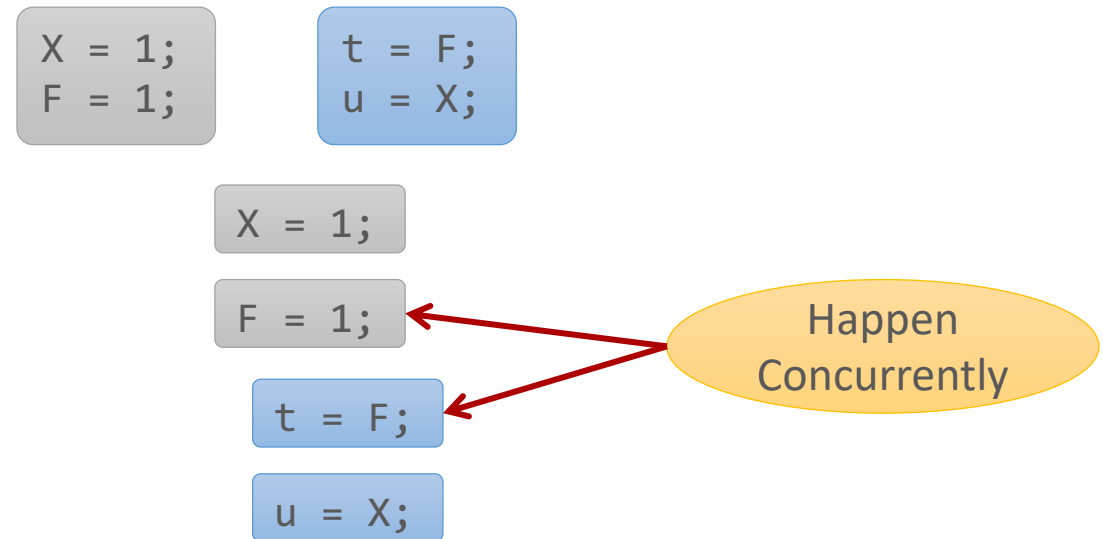 X = 1;
F = 1;
t = F;
u = X;
X = 1;
F = 1;
Happen
Concurrently
t = F;
u = X;